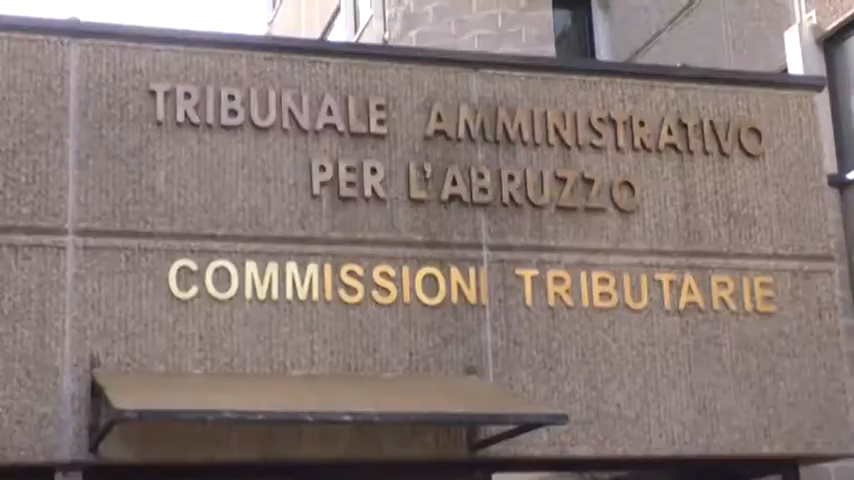 TRIBUNALE AMMINISTRATIVO
PER L'ABRUZZO
COMMISSIONI TRIBUTARIE